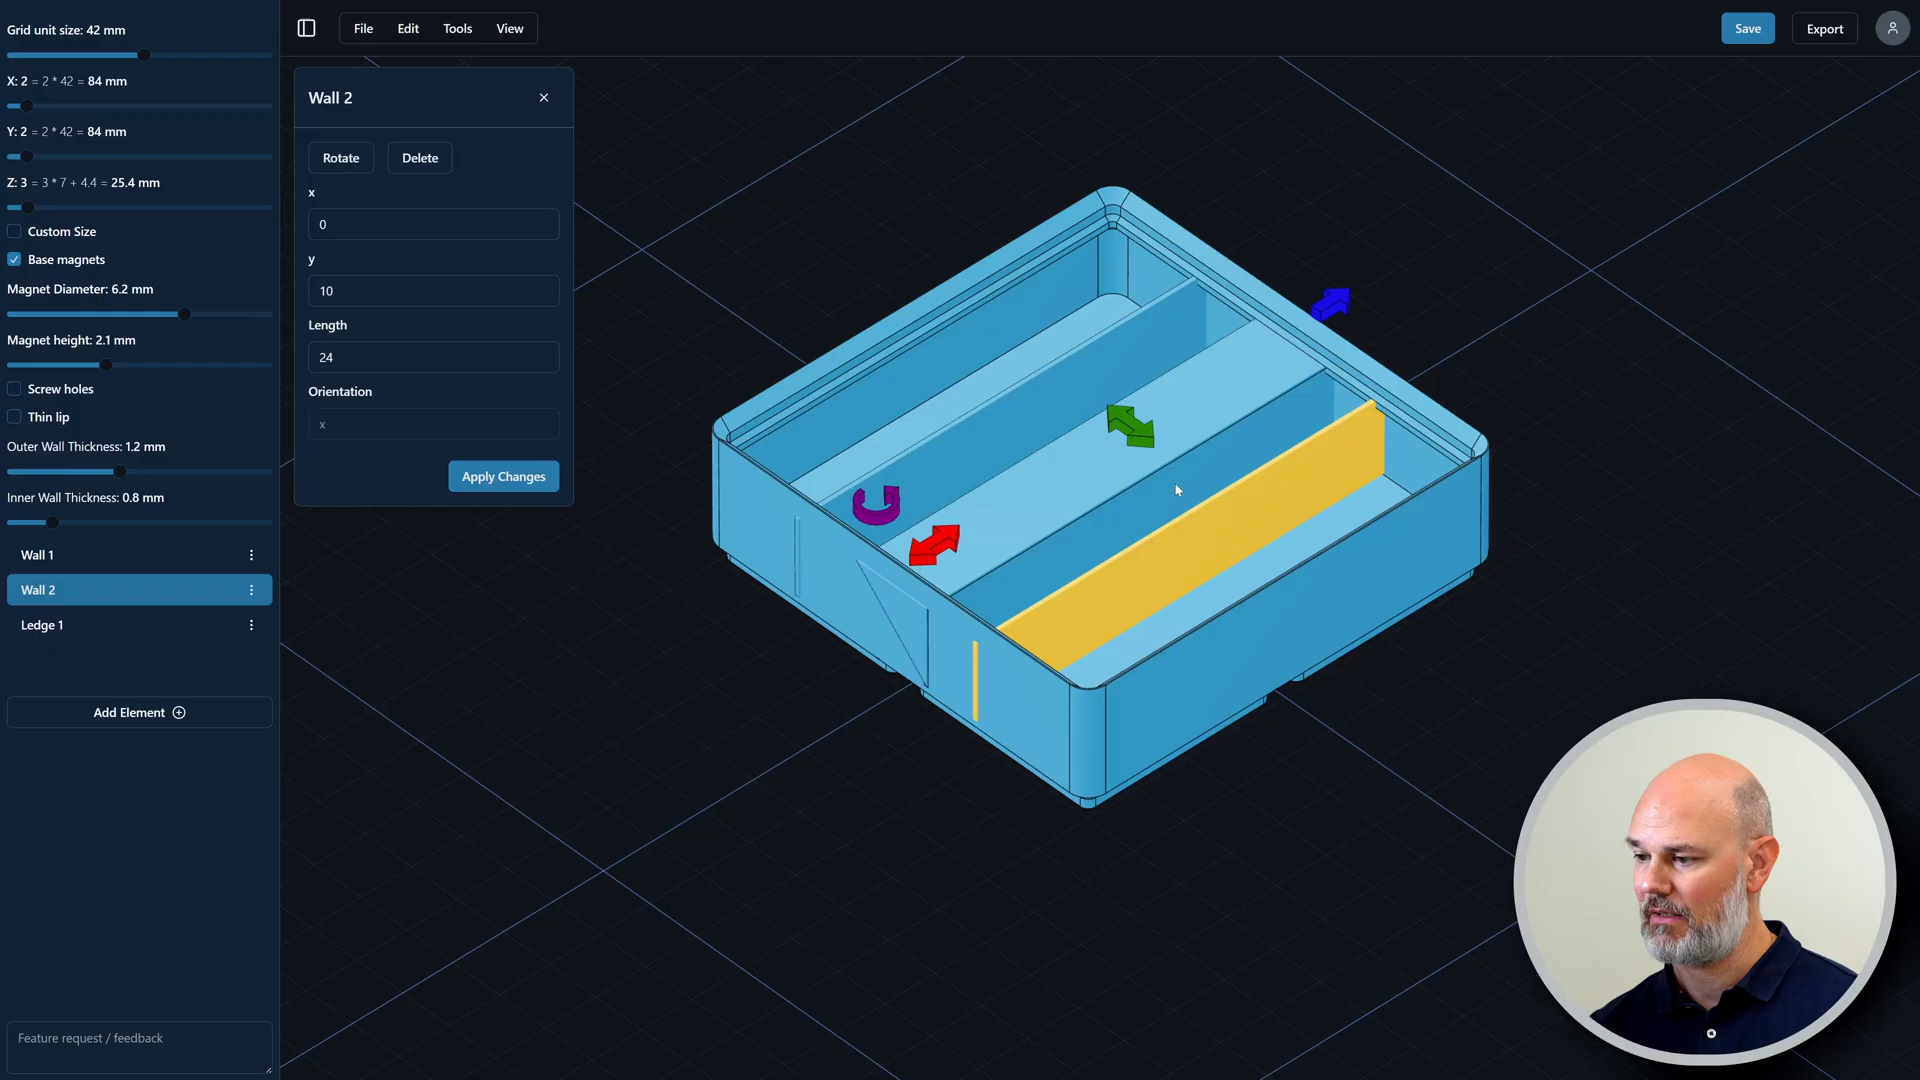 Grid unit size: 42 mm
X: 2 = 2 * 42 = 84 mm
Y: 2 = 2 * 42 = 84 mm
Z: 3 = 3 * 7 + 4.4 = 25.4 mm
Custom Size
Base magnets
Magnet Diameter: 6.2 mm
Magnet height: 2.1 mm
Screw holes
Thin lip
Outer Wall Thickness: 1.2 mm
Inner Wall Thickness: 0.8 mm
Wall 1
Wall 2
Ledge 1
Add Element
Feature request / feedback
File Edit Tools View
Save Export
Wall 2
Rotate Delete
x
0
y
10
Length
24
Orientation
x
Apply Changes